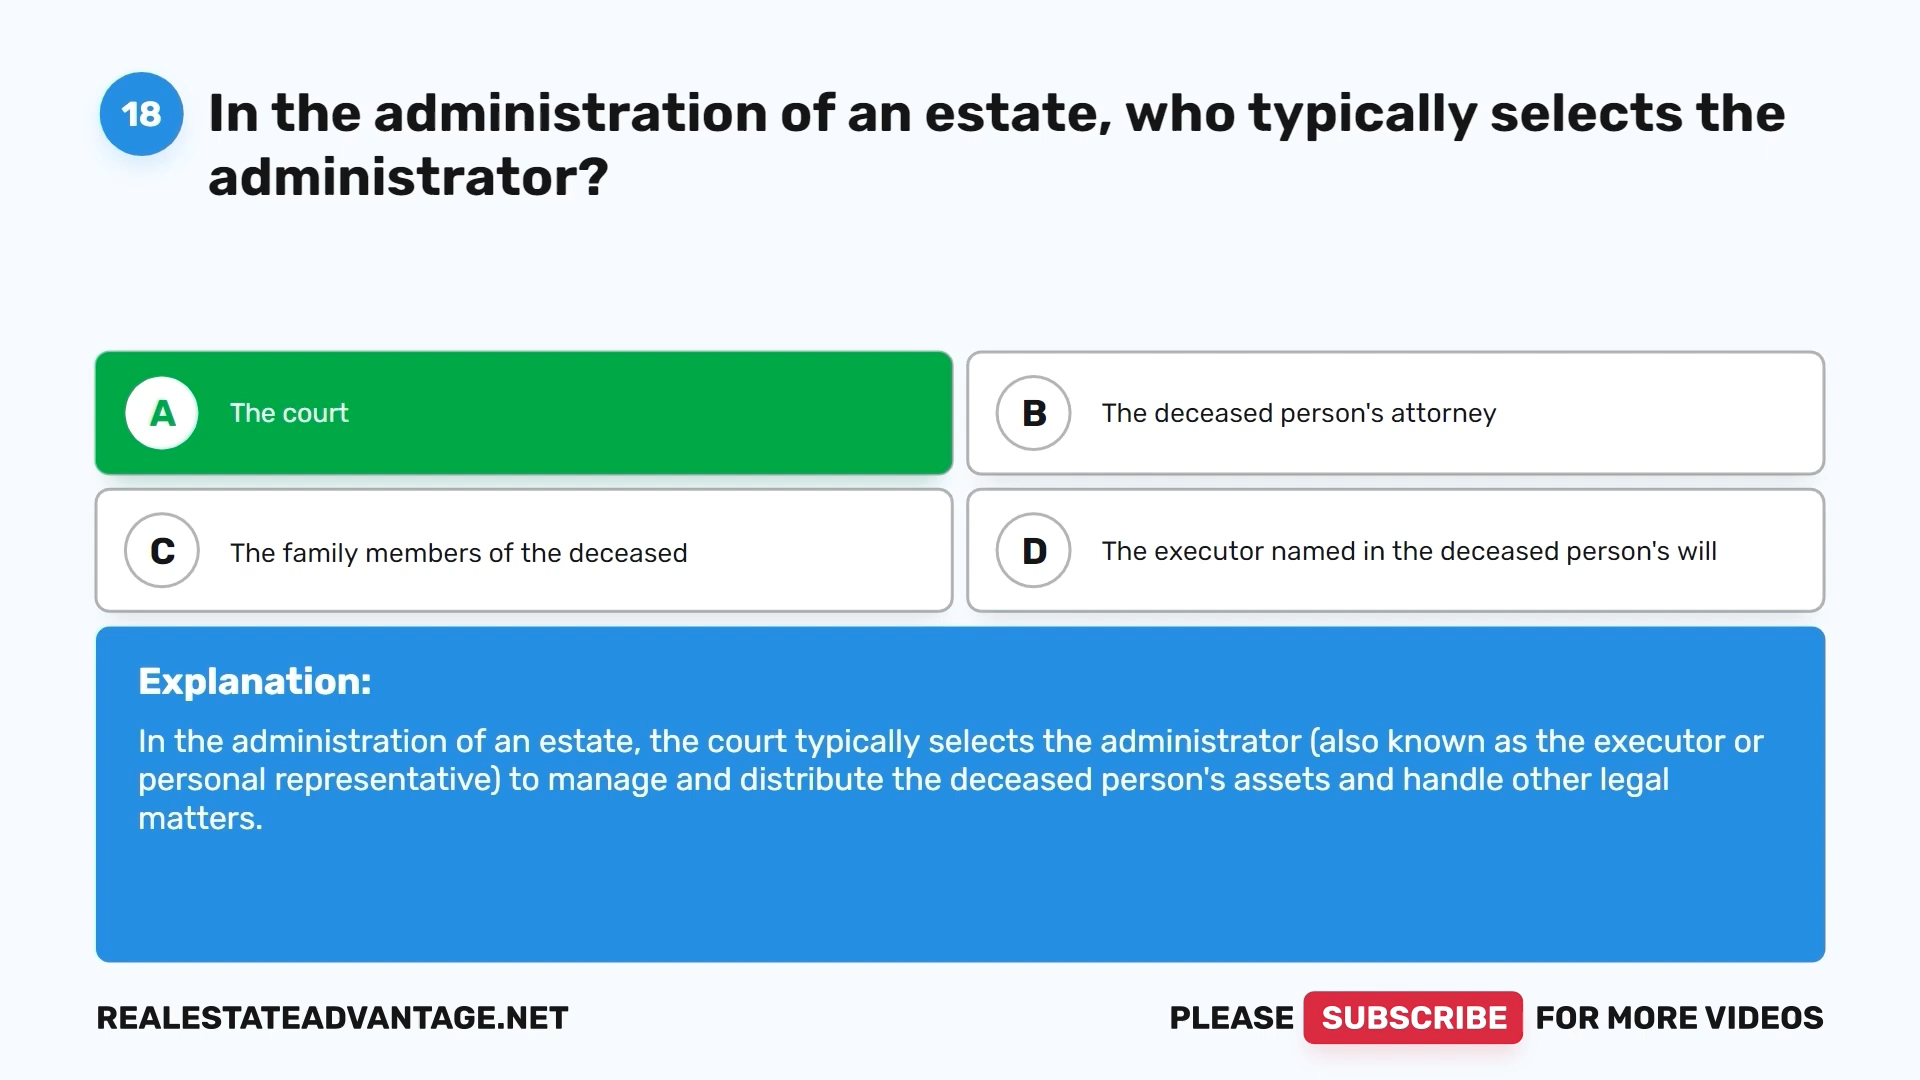 18
In the administration of an estate, who typically selects the
administrator?
A
The court
B
The deceased person's attorney
C
The family members of the deceased
D
The executor named in the deceased person's will
Explanation:
In the administration of an estate, the court typically selects the administrator (also known as the executor or
personal representative) to manage and distribute the deceased person's assets and handle other legal
matters.
REALESTATEADVANTAGE.NET
PLEASE SUBSCRIBE FOR MORE VIDEOS